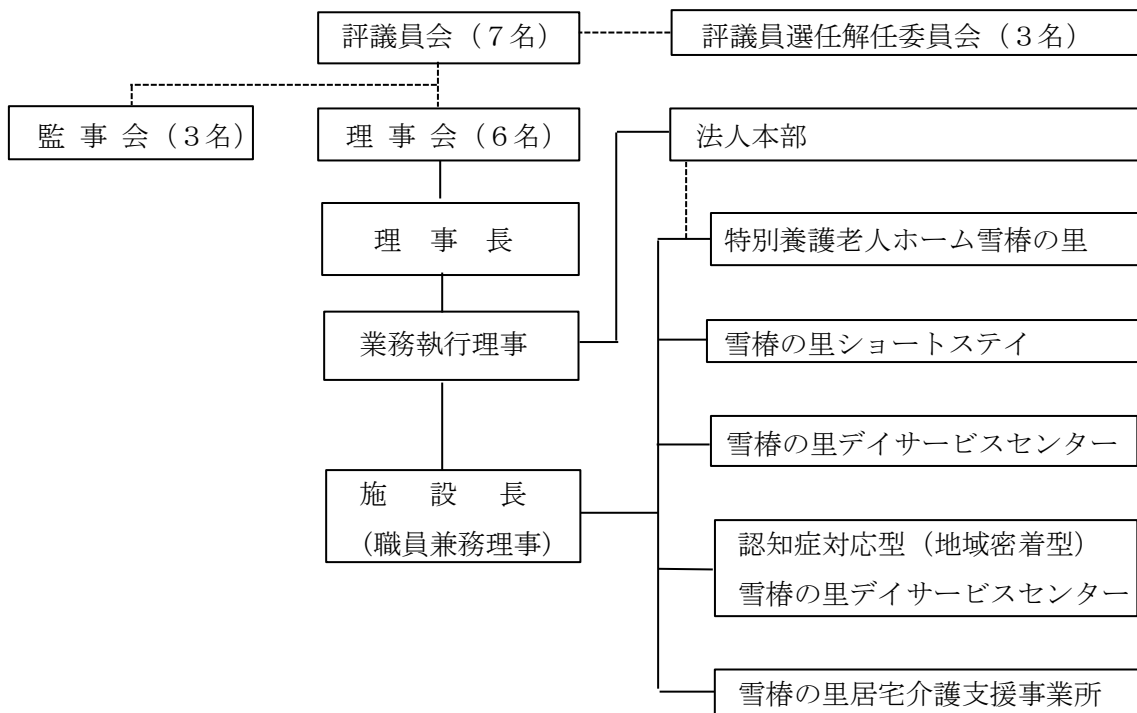 評議員会（７名）
評議員選任解任委員会（３名）
監 事 会（３名）
理 事 会（６名）
法人本部
理 事 長
特別養護老人ホーム雪椿の里
業務執行理事
雪椿の里ショートステイ
雪椿の里デイサービスセンター
施 設 長
（職員兼務理事）
認知症対応型（地域密着型）
雪椿の里デイサービスセンター
雪椿の里居宅介護支援事業所